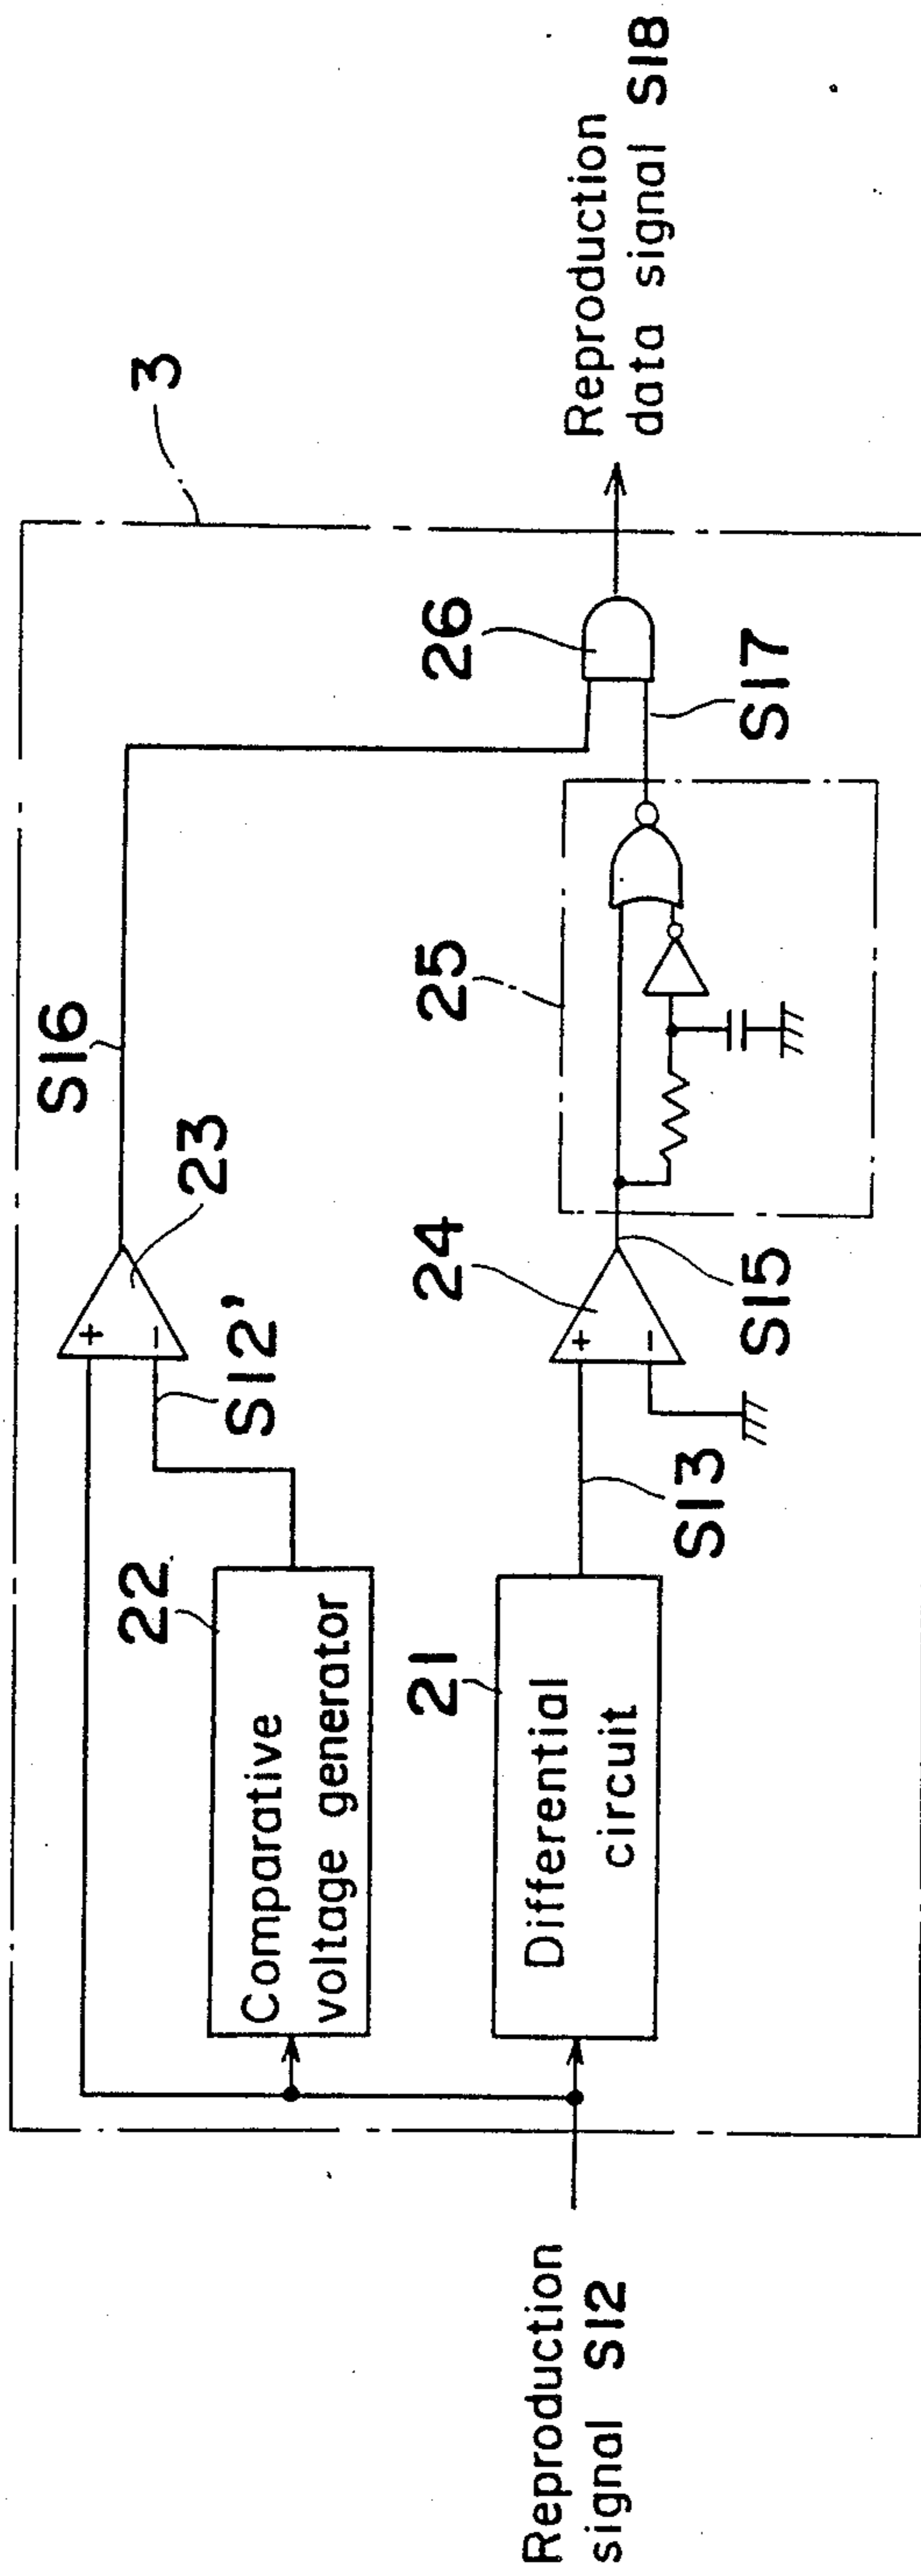 3
S16
23
+
−
S12'
22
Comparative
voltage generator
26
S17
25
24
+
−
S15
S13
21
Differential
circuit
Reproduction
signal S12
Reproduction
data signal S18